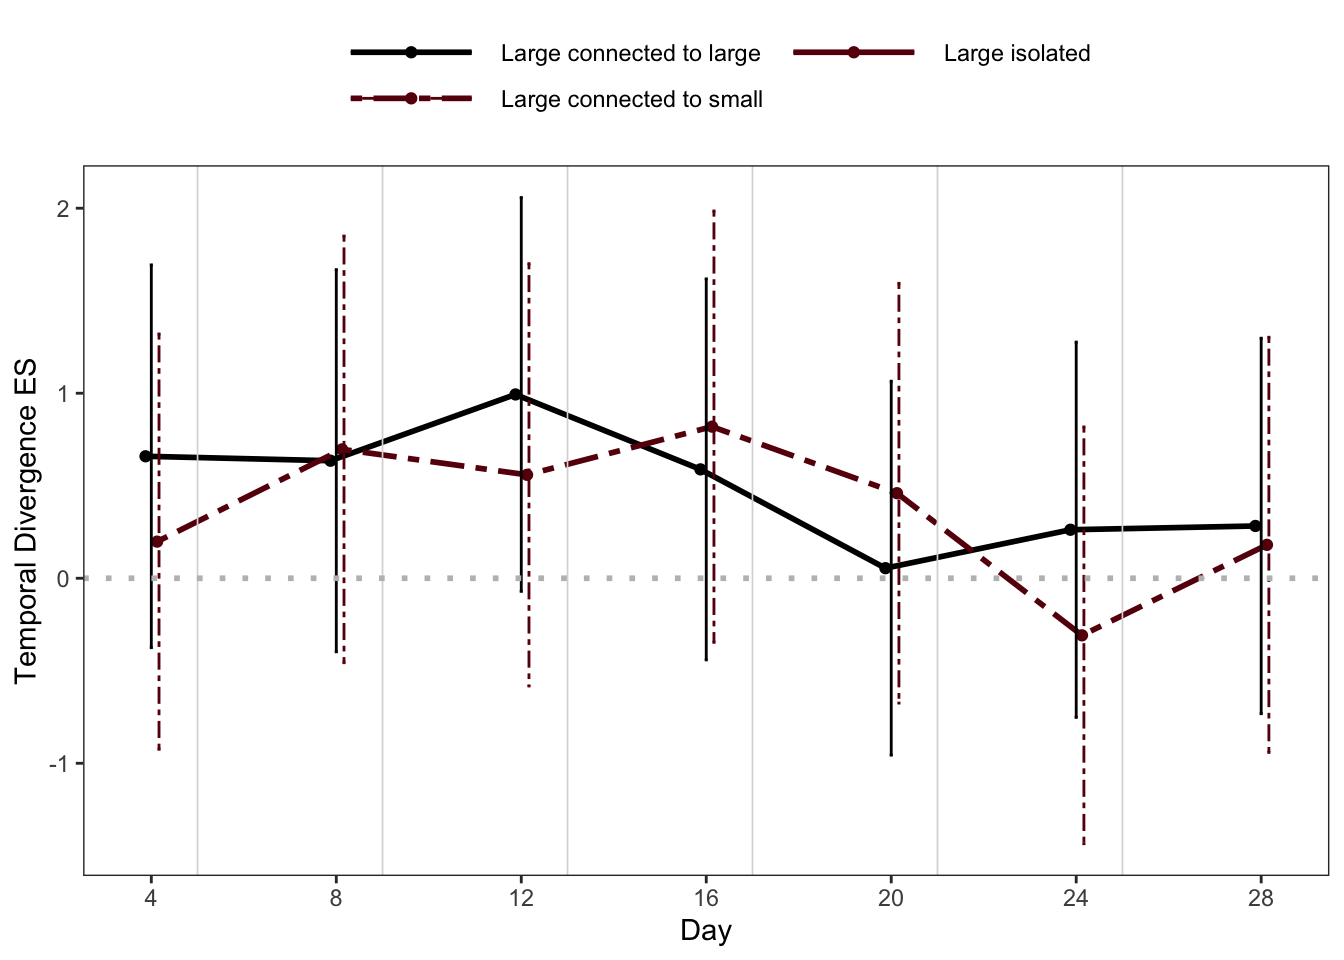 Large connected to large
Large isolated
Large connected to small
Temporal Divergence ES
2
1
0
-1
4
8
12
16
20
24
28
Day